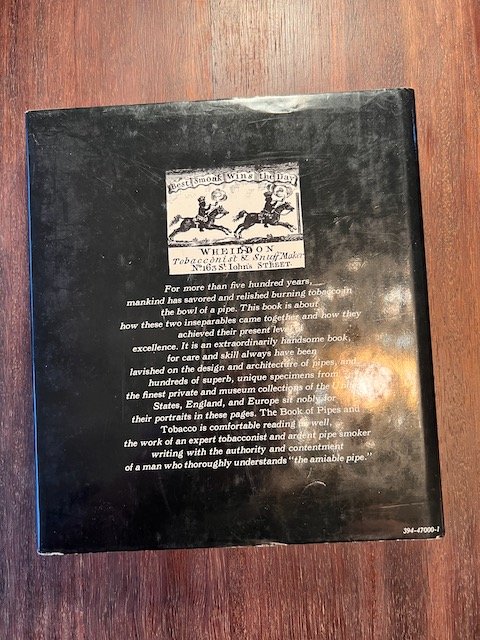 Best Smoak Wins the Day
WHEILDON
Tobacconist & Snuff Maker
No. 163 St. John's STREET.
For more than five hundred years,
mankind has savored and relished burning tobacco in
the bowl of a pipe. This book is about
how these two inseparables came together and how they
achieved their present level of
excellence. It is an extraordinarily handsome book,
for care and skill always have been
lavished on the design and architecture of pipes, and
hundreds of superb, unique specimens from
the finest private and museum collections of the United
States, England, and Europe sit nobly for
their portraits in these pages. The Book of Pipes and
Tobacco is comfortable reading as well,
the work of an expert tobacconist and argent pipe smoker
writing with the authority and contentment
of a man who thoroughly understands "the amiable pipe."
394-47000-1